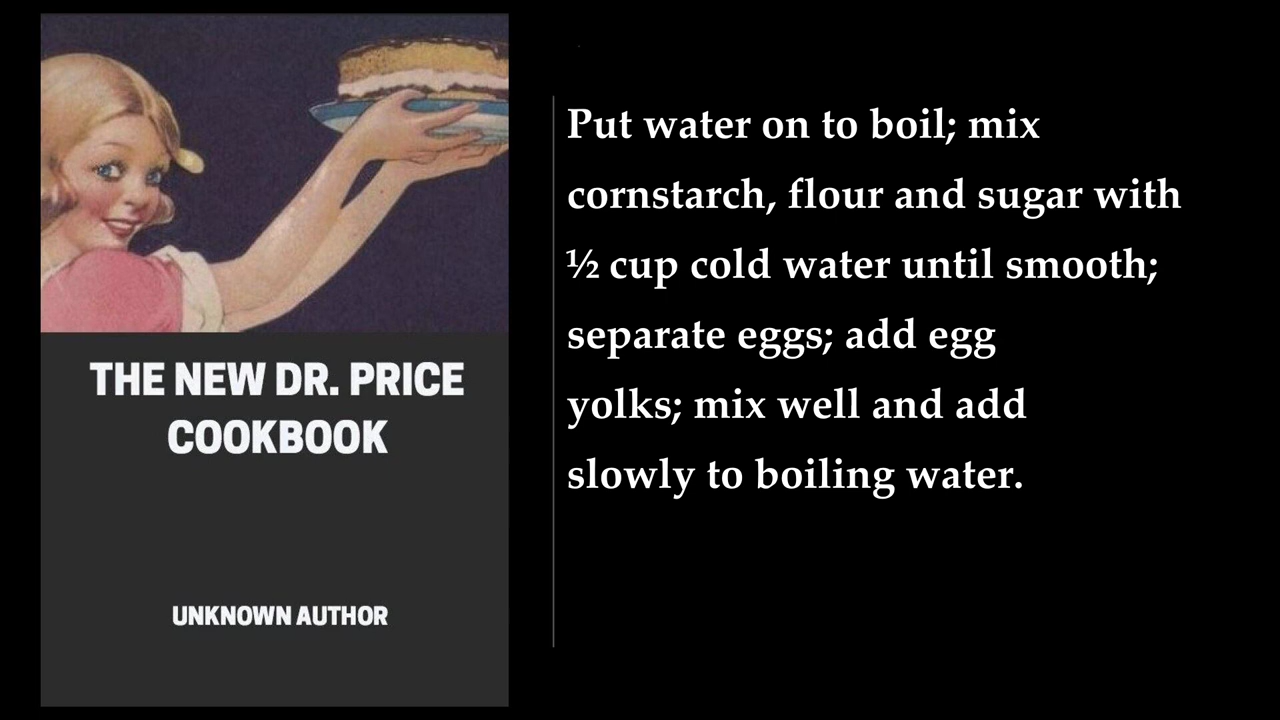 THE NEW DR. PRICE
COOKBOOK
UNKNOWN AUTHOR
Put water on to boil; mix
cornstarch, flour and sugar with
½ cup cold water until smooth;
separate eggs; add egg
yolks; mix well and add
slowly to boiling water.